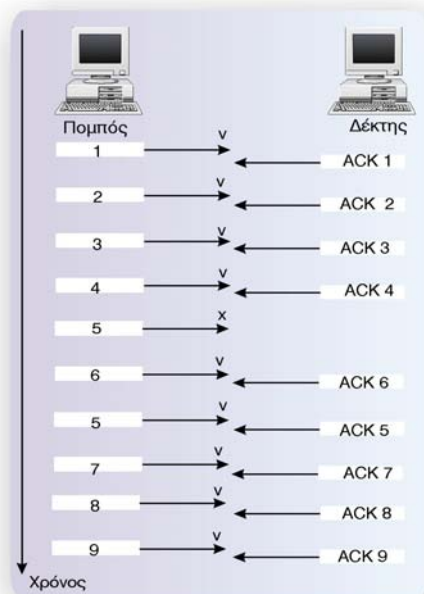 Πομπός Δέκτης
v
1 ACK 1
v
2 ACK 2
v
3 ACK 3
v
4 ACK 4
x
5
v
6 ACK 6
v
5 ACK 5
v
7 ACK 7
v
8 ACK 8
v
9 ACK 9
Χρόνος